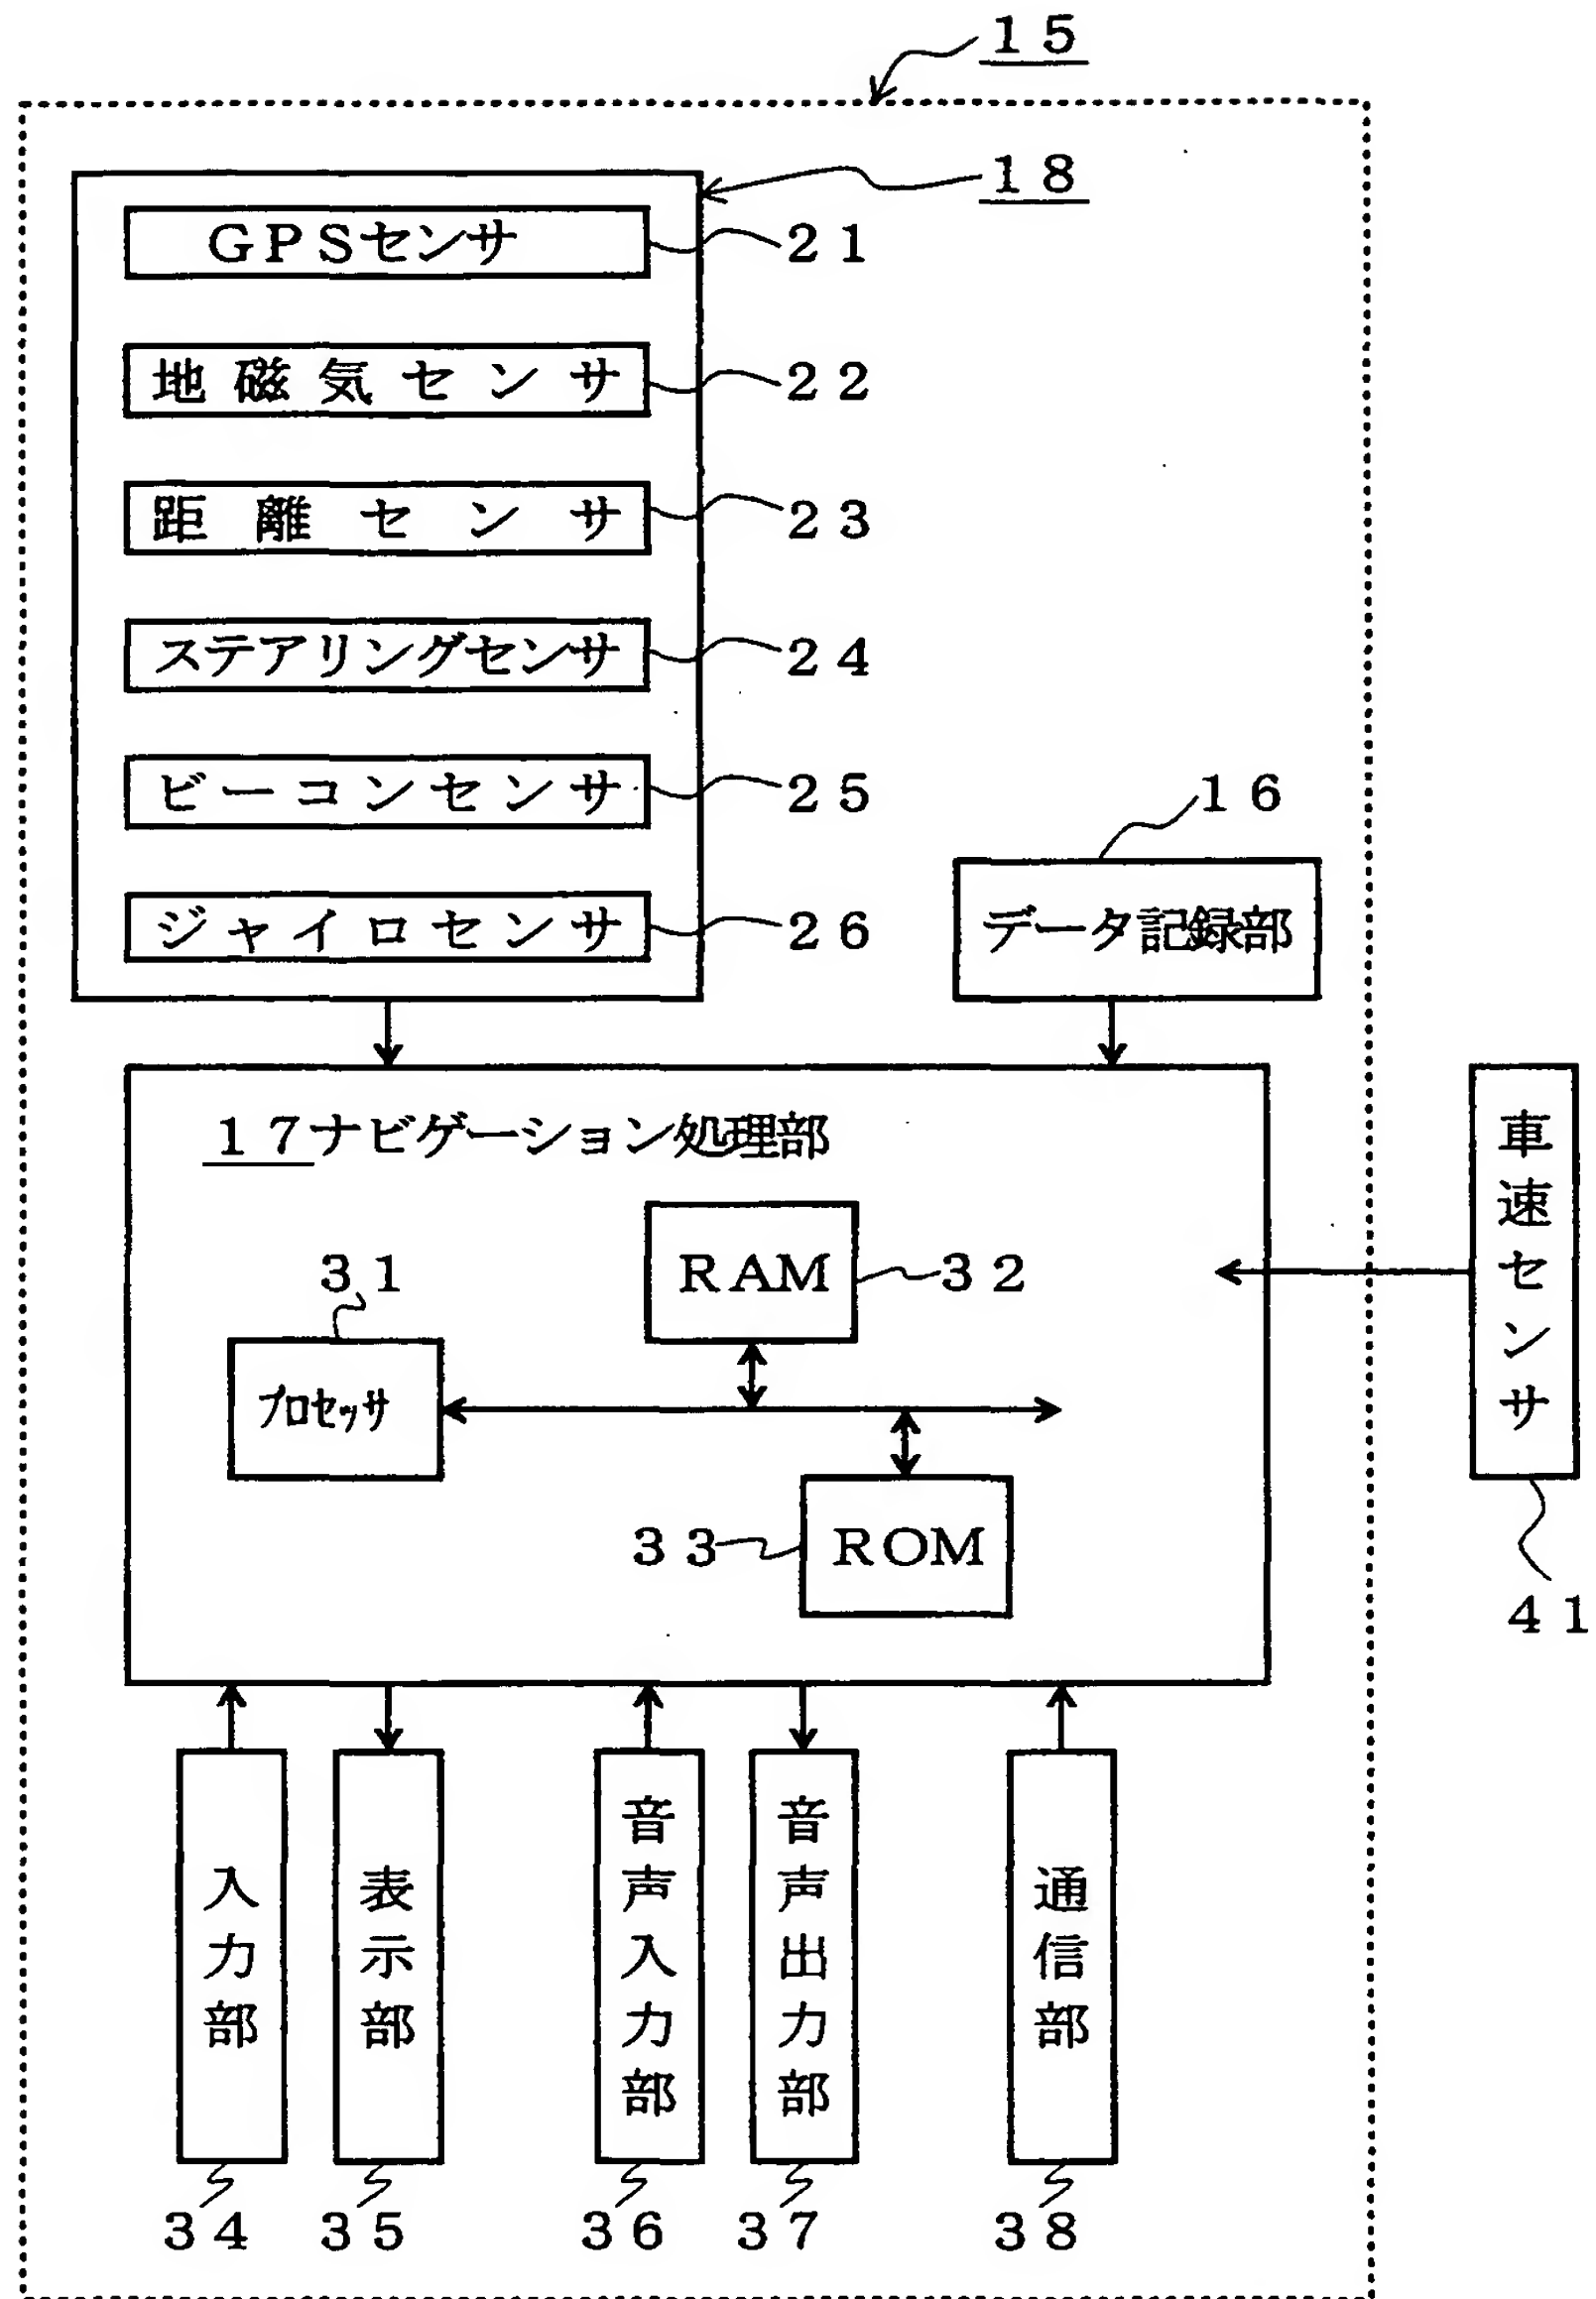 15
18
GPSセンサ 21
地磁気センサ 22
距離センサ 23
ステアリングセンサ 24
ビーコンセンサ 25
ジャイロセンサ 26
16
データ記録部
17ナビゲーション処理部
31
プロセッサ
RAM 32
33 ROM
車速センサ
41
入力部
表示部
音声入力部
音声出力部
通信部
34 35 36 37 38